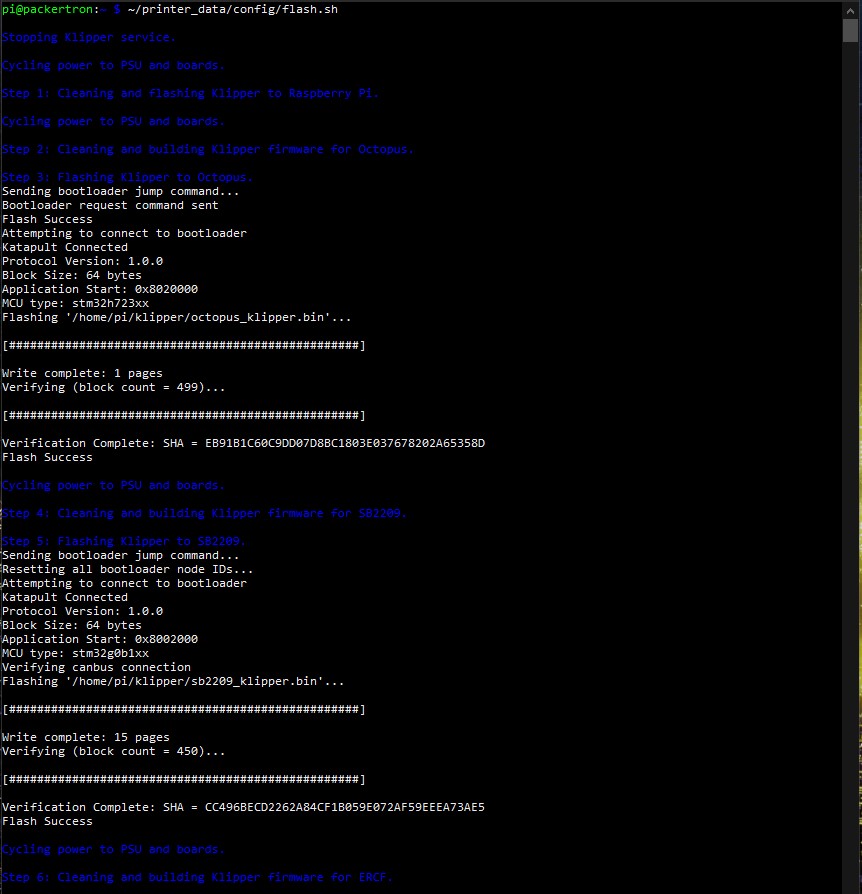 pi@packertron:~ $ ~/printer_data/config/flash.sh
Stopping Klipper service.
Cycling power to PSU and boards.
Step 1: Cleaning and flashing Klipper to Raspberry Pi.
Cycling power to PSU and boards.
Step 2: Cleaning and building Klipper firmware for Octopus.
Step 3: Flashing Klipper to Octopus.
Sending bootloader jump command...
Bootloader request command sent
Flash Success
Attempting to connect to bootloader
Katapult Connected
Protocol Version: 1.0.0
Block Size: 64 bytes
Application Start: 0x8020000
MCU type: stm32h723xx
Flashing '/home/pi/klipper/octopus_klipper.bin'...
[##################################################]
Write complete: 1 pages
Verifying (block count = 499)...
[##################################################]
Verification Complete: SHA = EB91B1C60C9DD07D8BC1803E037678202A65358D
Flash Success
Cycling power to PSU and boards.
Step 4: Cleaning and building Klipper firmware for SB2209.
Step 5: Flashing Klipper to SB2209.
Sending bootloader jump command...
Resetting all bootloader node IDs...
Attempting to connect to bootloader
Katapult Connected
Protocol Version: 1.0.0
Block Size: 64 bytes
Application Start: 0x8002000
MCU type: stm32g0b1xx
Verifying canbus connection
Flashing '/home/pi/klipper/sb2209_klipper.bin'...
[##################################################]
Write complete: 15 pages
Verifying (block count = 450)...
[##################################################]
Verification Complete: SHA = CC496BECD2262A84CF1B059E072AF59EEEA73AE5
Flash Success
Cycling power to PSU and boards.
Step 6: Cleaning and building Klipper firmware for ERCF.